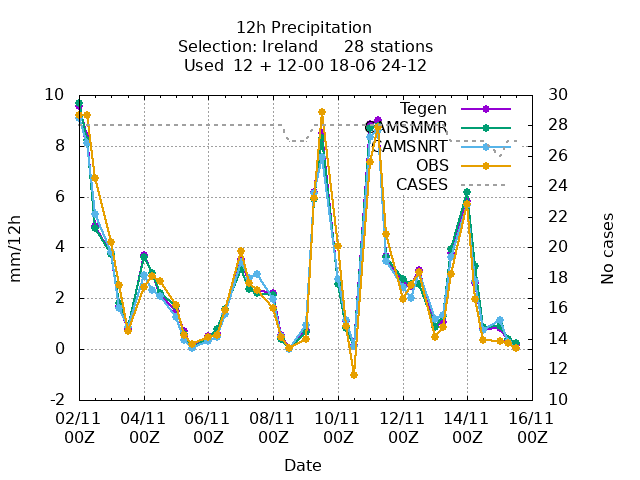 12h Precipitation
Selection: Ireland 28 stations
Used 12 + 12-00 18-06 24-12
10
8
6
4
2
0
-2
mm/12h
30
28
26
24
22
20
18
16
14
12
10
No cases
Tegen
CAMSMMR
CAMSNRT
OBS
CASES
02/11 04/11 06/11 08/11 10/11 12/11 14/11 16/11
00Z 00Z 00Z 00Z 00Z 00Z 00Z 00Z
Date